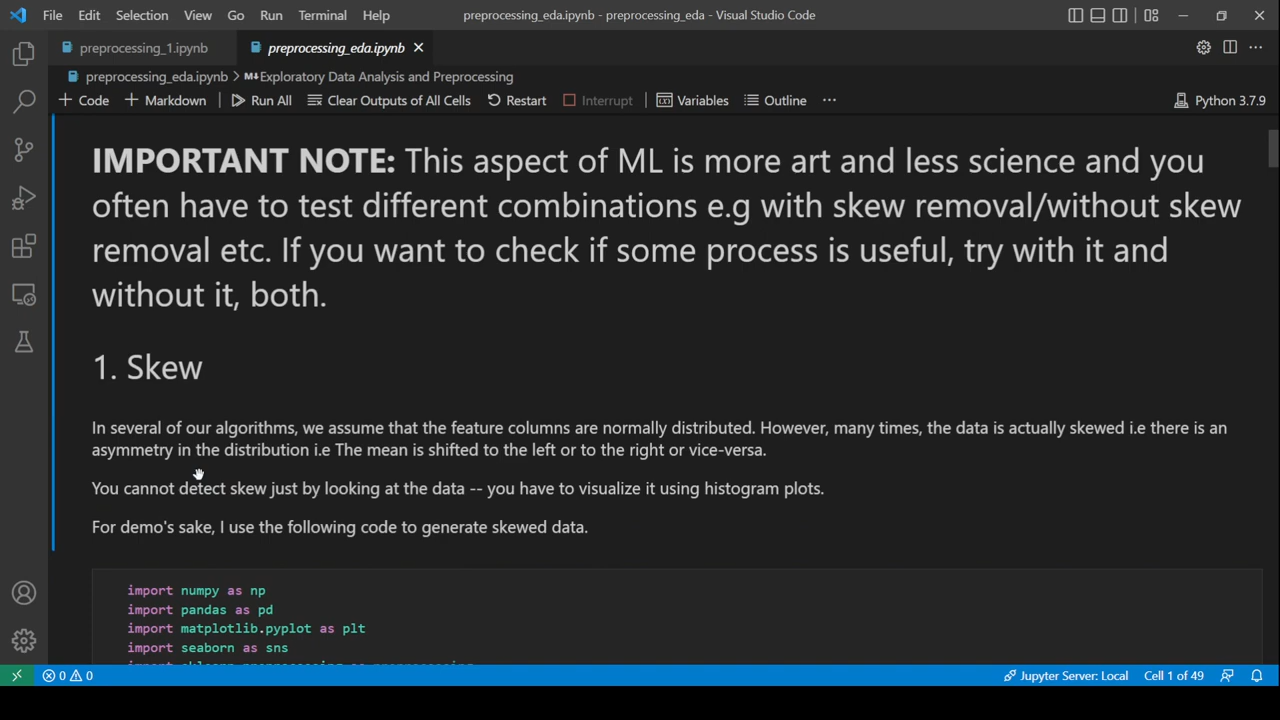 File Edit Selection View Go Run Terminal Help preprocessing_eda.ipynb - preprocessing_eda - Visual Studio Code
preprocessing_1.ipynb preprocessing_eda.ipynb
preprocessing_eda.ipynb > M↓Exploratory Data Analysis and Preprocessing
+ Code + Markdown Run All Clear Outputs of All Cells Restart Interrupt Variables Outline ... Python 3.7.9
IMPORTANT NOTE: This aspect of ML is more art and less science and you
often have to test different combinations e.g with skew removal/without skew
removal etc. If you want to check if some process is useful, try with it and
without it, both.
1. Skew
In several of our algorithms, we assume that the feature columns are normally distributed. However, many times, the data is actually skewed i.e there is an
asymmetry in the distribution i.e The mean is shifted to the left or to the right or vice-versa.
You cannot detect skew just by looking at the data -- you have to visualize it using histogram plots.
For demo's sake, I use the following code to generate skewed data.
import numpy as np
import pandas as pd
import matplotlib.pyplot as plt
import seaborn as sns
0 0 Jupyter Server: Local Cell 1 of 49